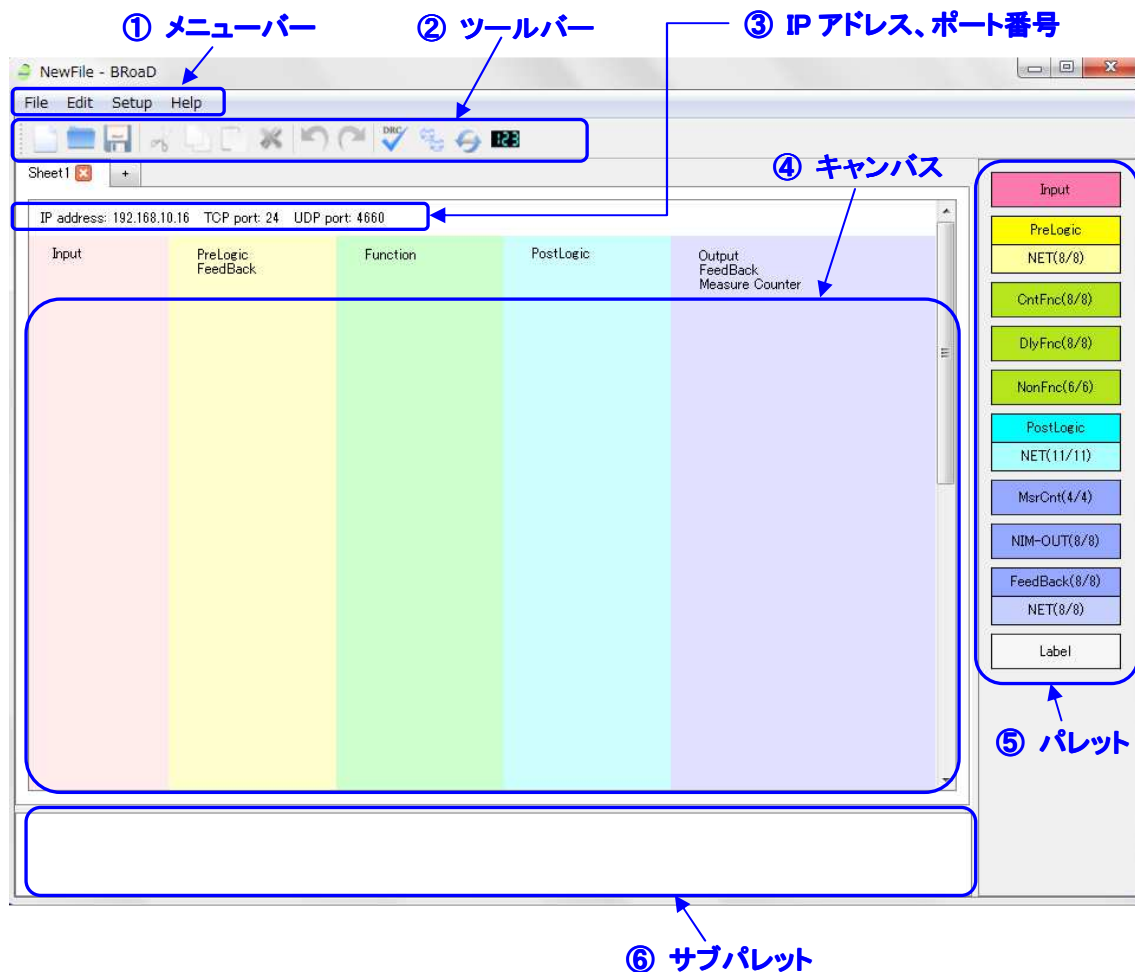 ① メニューバー
② ツールバー
③ IP アドレス、ポート番号
NewFile - BRoaD
File Edit Setup Help
DRC
123
Sheet1
+
④ キャンバス
IP address: 192.168.10.16 TCP port: 24 UDP port: 4660
Input
PreLogic
FeedBack
Function
PostLogic
Output
FeedBack
Measure Counter
Input
PreLogic
NET(8/8)
CntFnc(8/8)
DlyFnc(8/8)
NonFnc(6/6)
PostLogic
NET(11/11)
MsrCnt(4/4)
NIM-OUT(8/8)
FeedBack(8/8)
NET(8/8)
Label
⑤ パレット
⑥ サブパレット